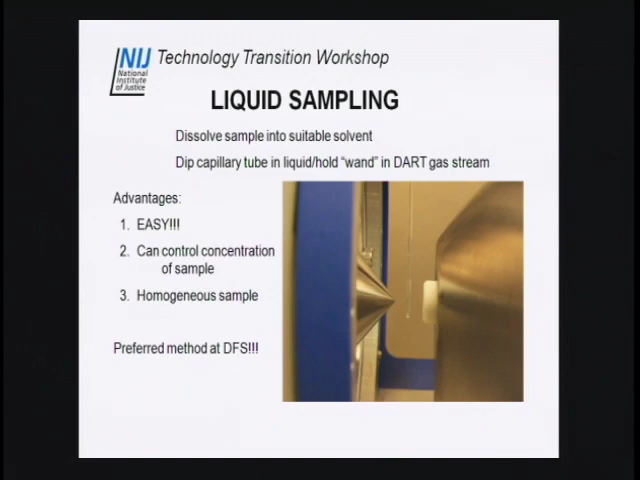 NIJ
National
Institute
of Justice
Technology Transition Workshop
LIQUID SAMPLING
Dissolve sample into suitable solvent
Dip capillary tube in liquid/hold “wand” in DART gas stream
Advantages:
1. EASY!!!
2. Can control concentration
of sample
3. Homogeneous sample
Preferred method at DFS!!!